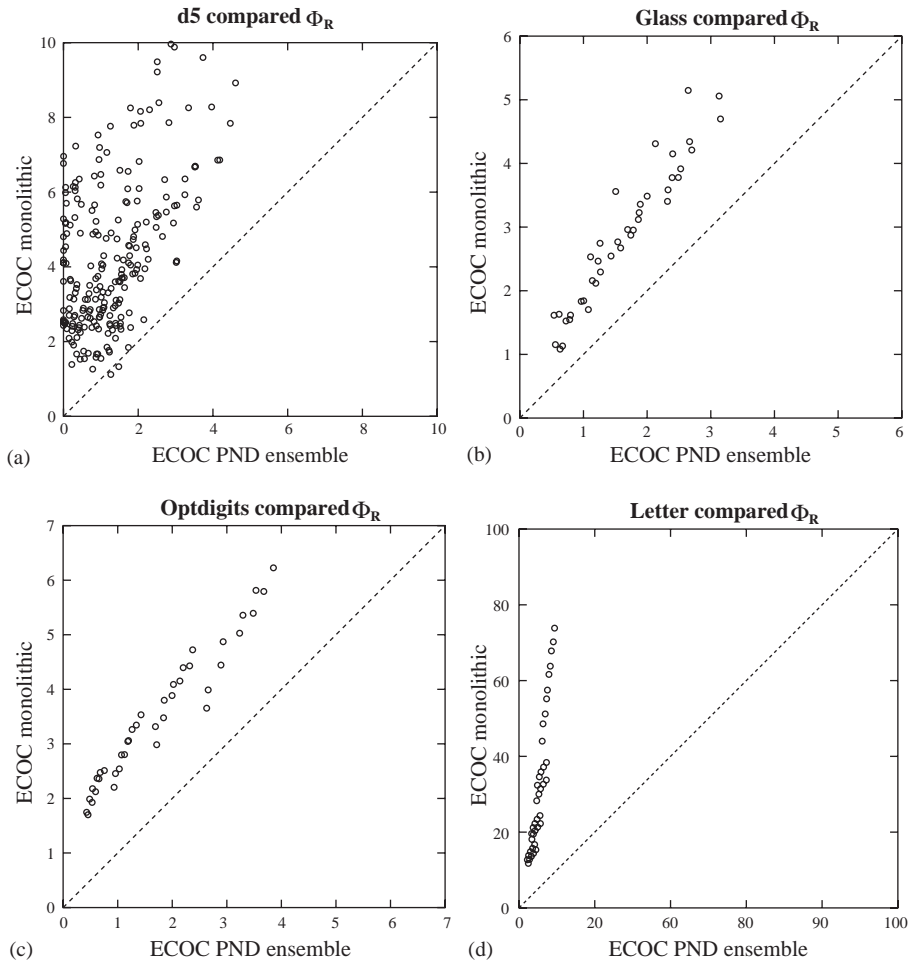 d5 compared Φ_R
10
8
6
4
2
0
ECOC monolithic
0 2 4 6 8 10
ECOC PND ensemble
(a)
Glass compared Φ_R
6
5
4
3
2
1
0
ECOC monolithic
0 1 2 3 4 5 6
ECOC PND ensemble
(b)
Optdigits compared Φ_R
7
6
5
4
3
2
1
0
ECOC monolithic
0 1 2 3 4 5 6 7
ECOC PND ensemble
(c)
Letter compared Φ_R
100
80
60
40
20
0
ECOC monolithic
0 20 100 60 90 100
ECOC PND ensemble
(d)